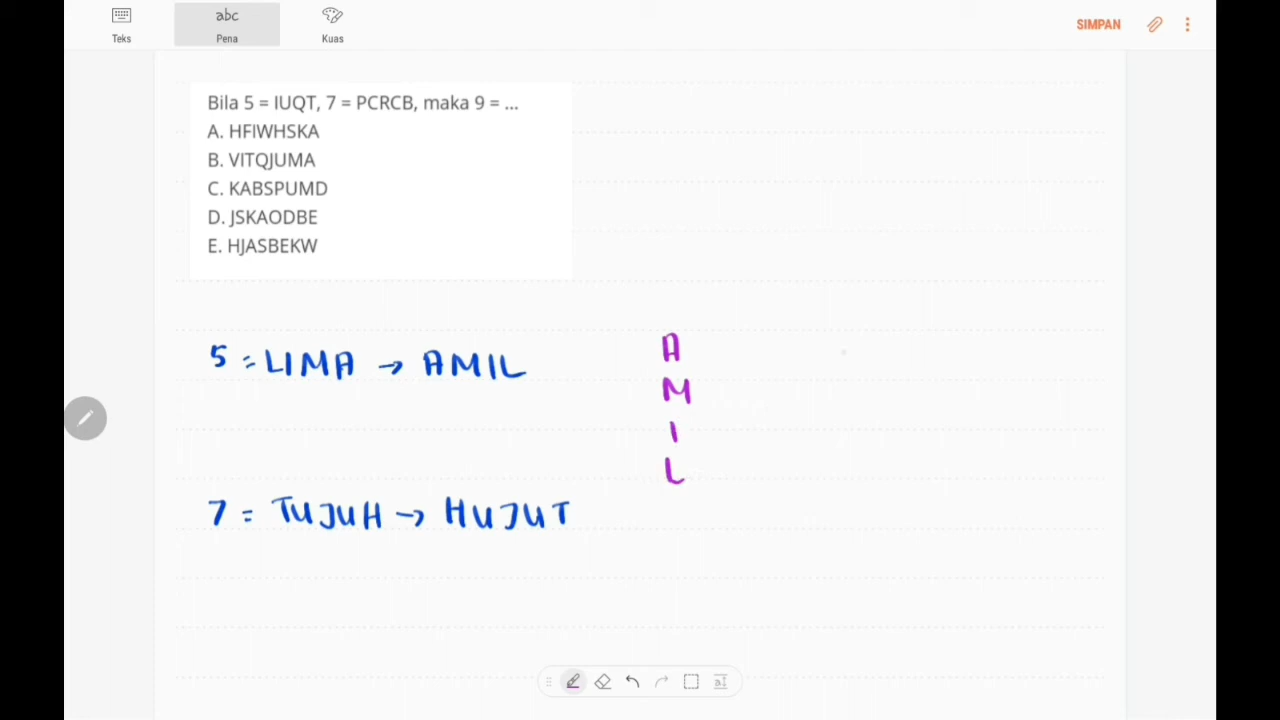 abc
Teks
Pena
Kuas
SIMPAN
Bila 5 = IUQT, 7 = PCRCB, maka 9 = ...
A. HFIWHSKA
B. VITQJUMA
C. KABSPUMD
D. JSKAODBE
E. HJASBEKW
5 = LIMA → AMIL
A
M
I
L
7 = TUJUH → HUJUT